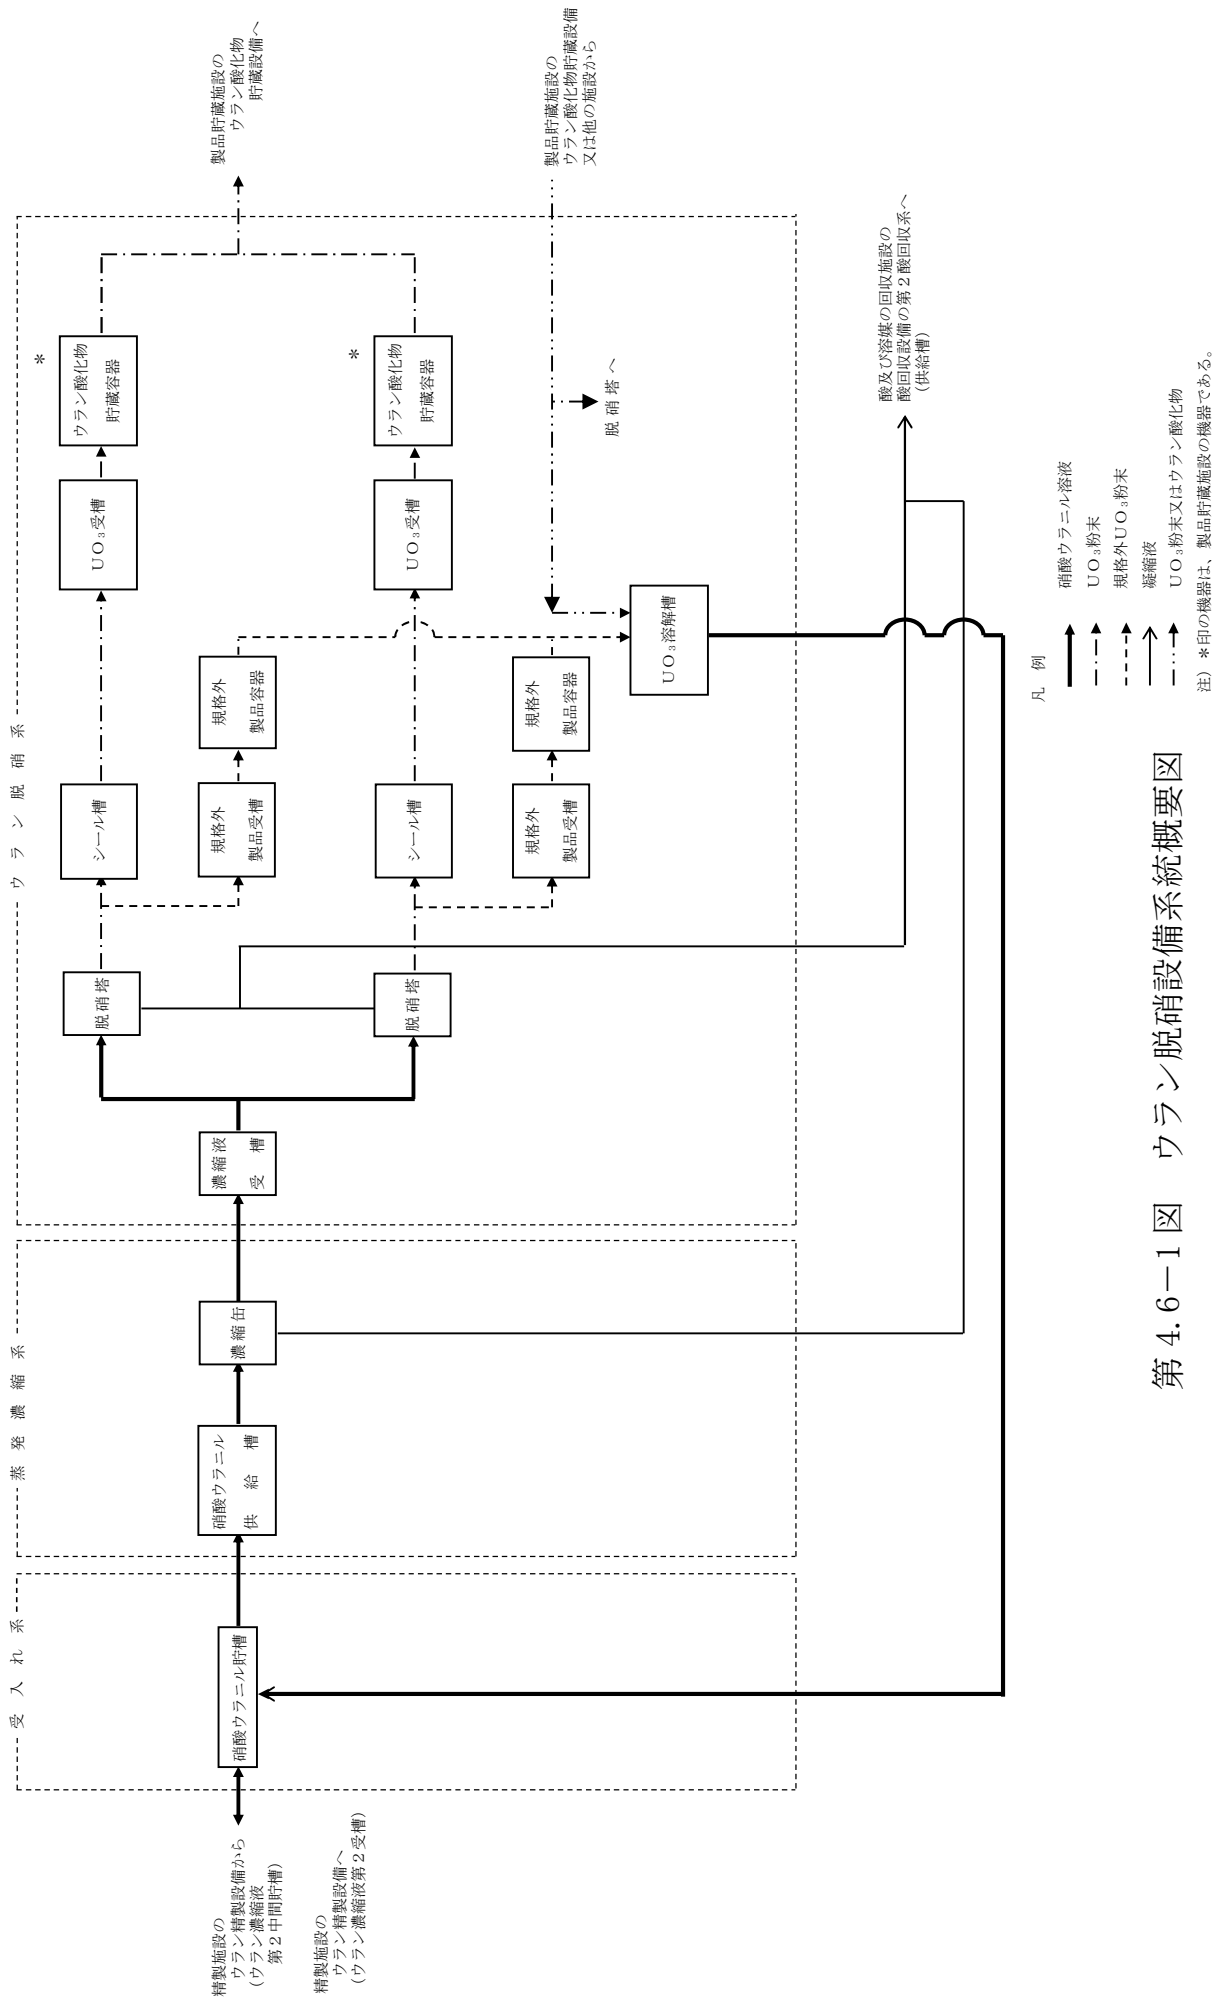 受入れ系
蒸発濃縮系
ウラン脱硝系
精製施設の
ウラン精製設備から
(ウラン濃縮液
第2中間貯槽)
精製施設の
ウラン精製設備へ
(ウラン濃縮液第2受槽)
硝酸ウラニル貯槽
硝酸ウラニル
供給槽
濃縮缶
濃縮液
受槽
脱硝塔
脱硝塔
シール槽
規格外
製品受槽
シール槽
規格外
製品受槽
規格外
製品容器
規格外
製品容器
UO₃受槽
UO₃受槽
UO₃溶解槽
*
ウラン酸化物
貯蔵容器
*
ウラン酸化物
貯蔵容器
脱硝塔へ
製品貯蔵施設の
ウラン酸化物
貯蔵設備へ
製品貯蔵施設の
ウラン酸化物貯蔵設備
又は他の施設から
酸及び溶媒の回収施設の
酸回収設備の第2酸回収系へ
(供給槽)
凡例
硝酸ウラニル溶液
UO₃粉末
規格外UO₃粉末
凝縮液
UO₃粉末又はウラン酸化物
注)*印の機器は、製品貯蔵施設の機器である。
第4.6-1図 ウラン脱硝設備系統概要図